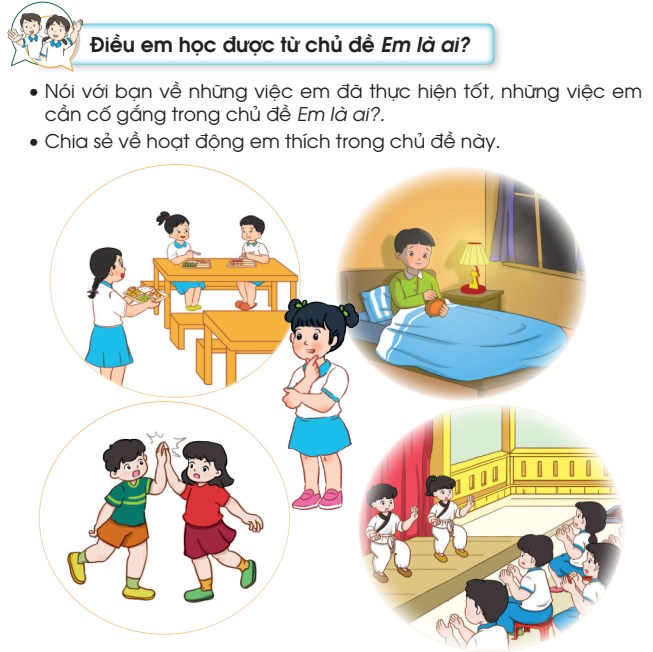 Điều em học được từ chủ đề Em là ai?
• Nói với bạn về những việc em đã thực hiện tốt, những việc em
cần cố gắng trong chủ đề Em là ai?.
• Chia sẻ về hoạt động em thích trong chủ đề này.